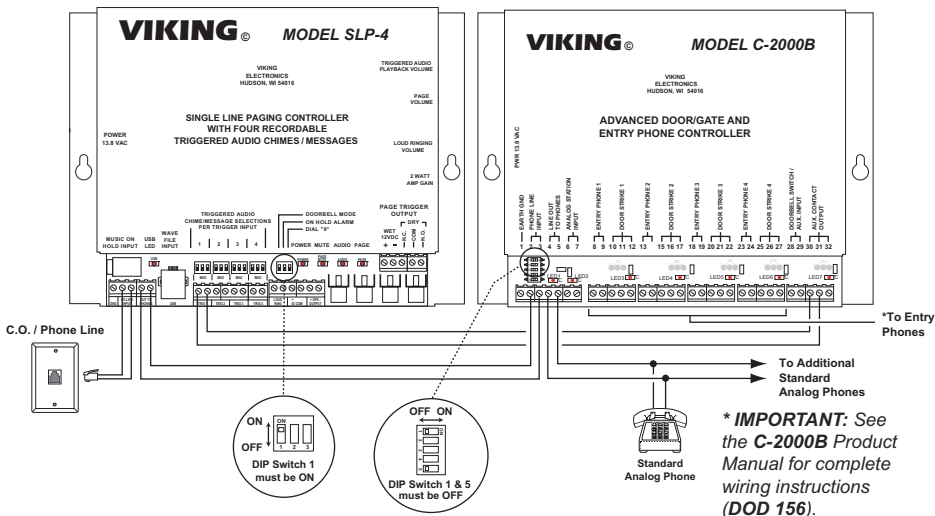 VIKING©
MODEL SLP-4
VIKING
ELECTRONICS
HUDSON, WI 54016
SINGLE LINE PAGING CONTROLLER
WITH FOUR RECORDABLE
TRIGGERED AUDIO CHIMES / MESSAGES
POWER
13.8 VAC
TRIGGERED AUDIO
PLAYBACK VOLUME
PAGE
VOLUME
LOUD RINGING
VOLUME
2 WATT
AMP GAIN
TRIGGERED AUDIO
CHIME/MESSAGE SELECTIONS
PER TRIGGER INPUT
1 2 3 4
DOORBELL MODE
ON HOLD ALARM
DIAL "9"
PAGE TRIGGER
OUTPUT
DRY
WET
12VDC
+ -
N.C.
COM
N.O.
MUSIC ON
HOLD INPUT
USB
LED
WAVE
FILE
INPUT
POWER MUTE AUDIO PAGE
USB
VIKING©
MODEL C-2000B
VIKING
ELECTRONICS
HUDSON, WI 54016
ADVANCED DOOR/GATE AND
ENTRY PHONE CONTROLLER
PWR 13.8 VAC
EARTH GND
PHONE LINE
INPUT
LINE OUT
TO PHONES
ANALOG STATION
INPUT
ENTRY PHONE 1
DOOR STRIKE 1
ENTRY PHONE 2
DOOR STRIKE 2
ENTRY PHONE 3
DOOR STRIKE 3
ENTRY PHONE 4
DOOR STRIKE 4
DOORBELL SWITCH /
AUX. INPUT
AUX. CONTACT
OUTPUT
1 2 3 4 5 6 7 8 9 10 11 12 13 14 15 16 17 18 19 20 21 22 23 24 25 26 27 28 29 30 31 32
LED1
LED2
LED3
LED4
LED5
LED6
LED7
C.O. / Phone Line
*To Entry
Phones
To Additional
Standard
Analog Phones
Standard
Analog Phone
ON
OFF
ON
1 2 3
DIP Switch 1
must be ON
OFF ON
DIP Switch 1 & 5
must be OFF
* IMPORTANT: See
the C-2000B Product
Manual for complete
wiring instructions
(DOD 156).